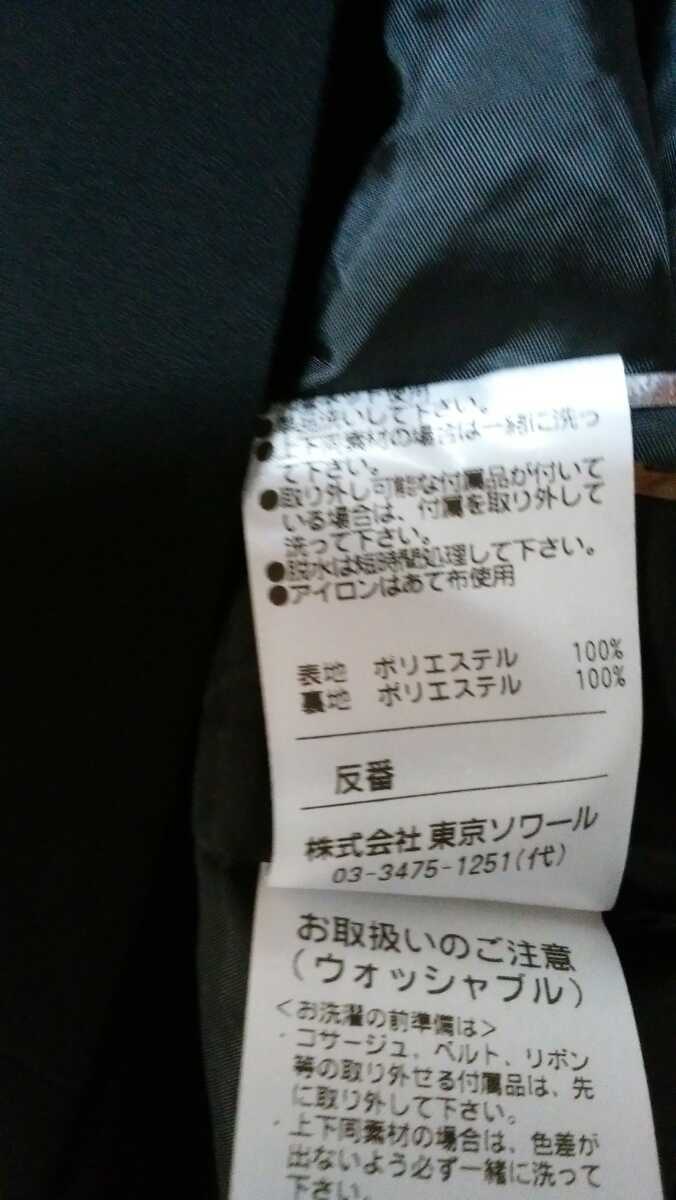 使用
●製品洗いして下さい。
●上下同素材の場合は一緒に洗っ
て下さい。
●取り外し可能な付属品が付いて
いる場合は、付属を取り外して
洗って下さい。
●脱水は短時間処理して下さい。
●アイロンはあて布使用
表地 ポリエステル 100%
裏地 ポリエステル 100%
反番
株式会社 東京ソワール
03-3475-1251(代)
お取扱いのご注意
(ウォッシャブル)
<お洗濯の前準備は>
・コサージュ、ベルト、リボン
等の取り外せる付属品は、先
に取り外して下さい。
・上下同素材の場合は、色差が
出ないよう必ず一緒に洗って
下さい。